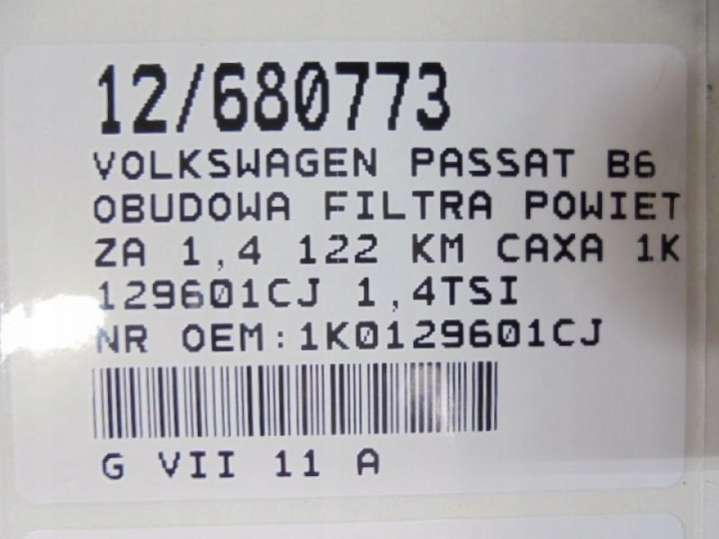 12/680773
VOLKSWAGEN PASSAT B6
OBUDOWA FILTRA POWIET
ZA 1,4 122 KM CAXA 1K
129601CJ 1,4TSI
NR OEM:1K0129601CJ
G VII 11 A